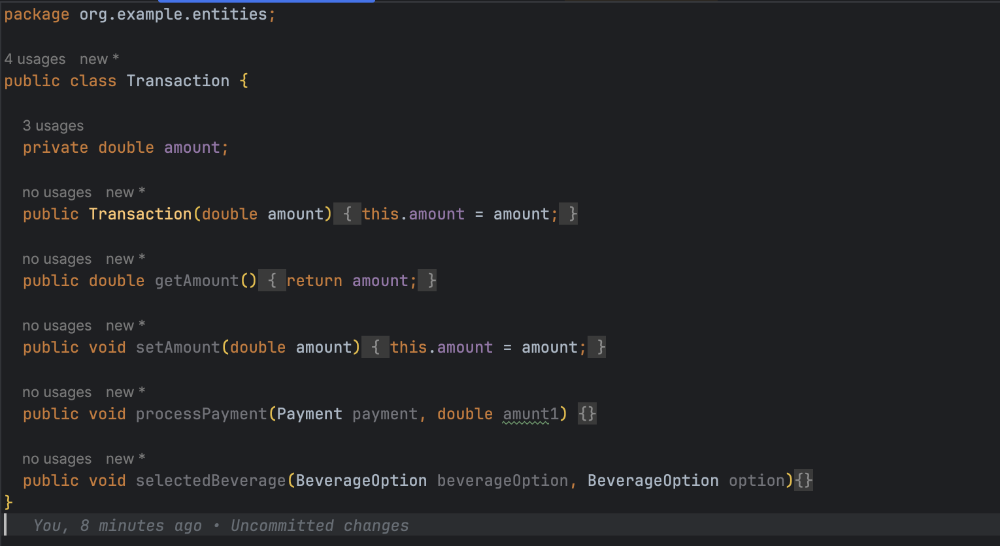 package org.example.entities;
4 usages   new *
public class Transaction {
3 usages
private double amount;
no usages   new *
public Transaction(double amount) { this.amount = amount; }
no usages   new *
public double getAmount() { return amount; }
no usages   new *
public void setAmount(double amount) { this.amount = amount; }
no usages   new *
public void processPayment(Payment payment, double amunt1) {}
no usages   new *
public void selectedBeverage(BeverageOption beverageOption, BeverageOption option){}
}
You, 8 minutes ago • Uncommitted changes